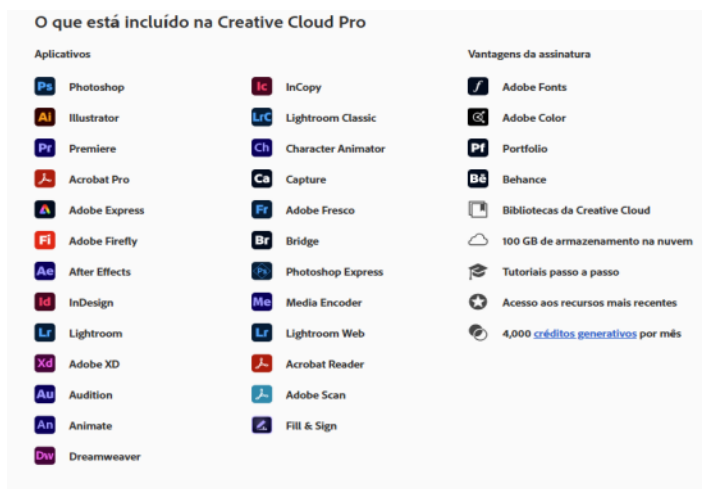 O que está incluído na Creative Cloud Pro
Aplicativos
Ps Photoshop
Ai Illustrator
Pr Premiere
Acrobat Pro
Adobe Express
Fi Adobe Firefly
Ae After Effects
Id InDesign
Lr Lightroom
Xd Adobe XD
Au Audition
An Animate
Dw Dreamweaver
Ic InCopy
LrC Lightroom Classic
Ch Character Animator
Ca Capture
Fr Adobe Fresco
Br Bridge
Ps Photoshop Express
Me Media Encoder
Lr Lightroom Web
Acrobat Reader
Adobe Scan
Fill & Sign
Vantagens da assinatura
f Adobe Fonts
Adobe Color
Pf Portfolio
Bē Behance
Bibliotecas da Creative Cloud
100 GB de armazenamento na nuvem
Tutoriais passo a passo
Acesso aos recursos mais recentes
4,000 créditos generativos por mês